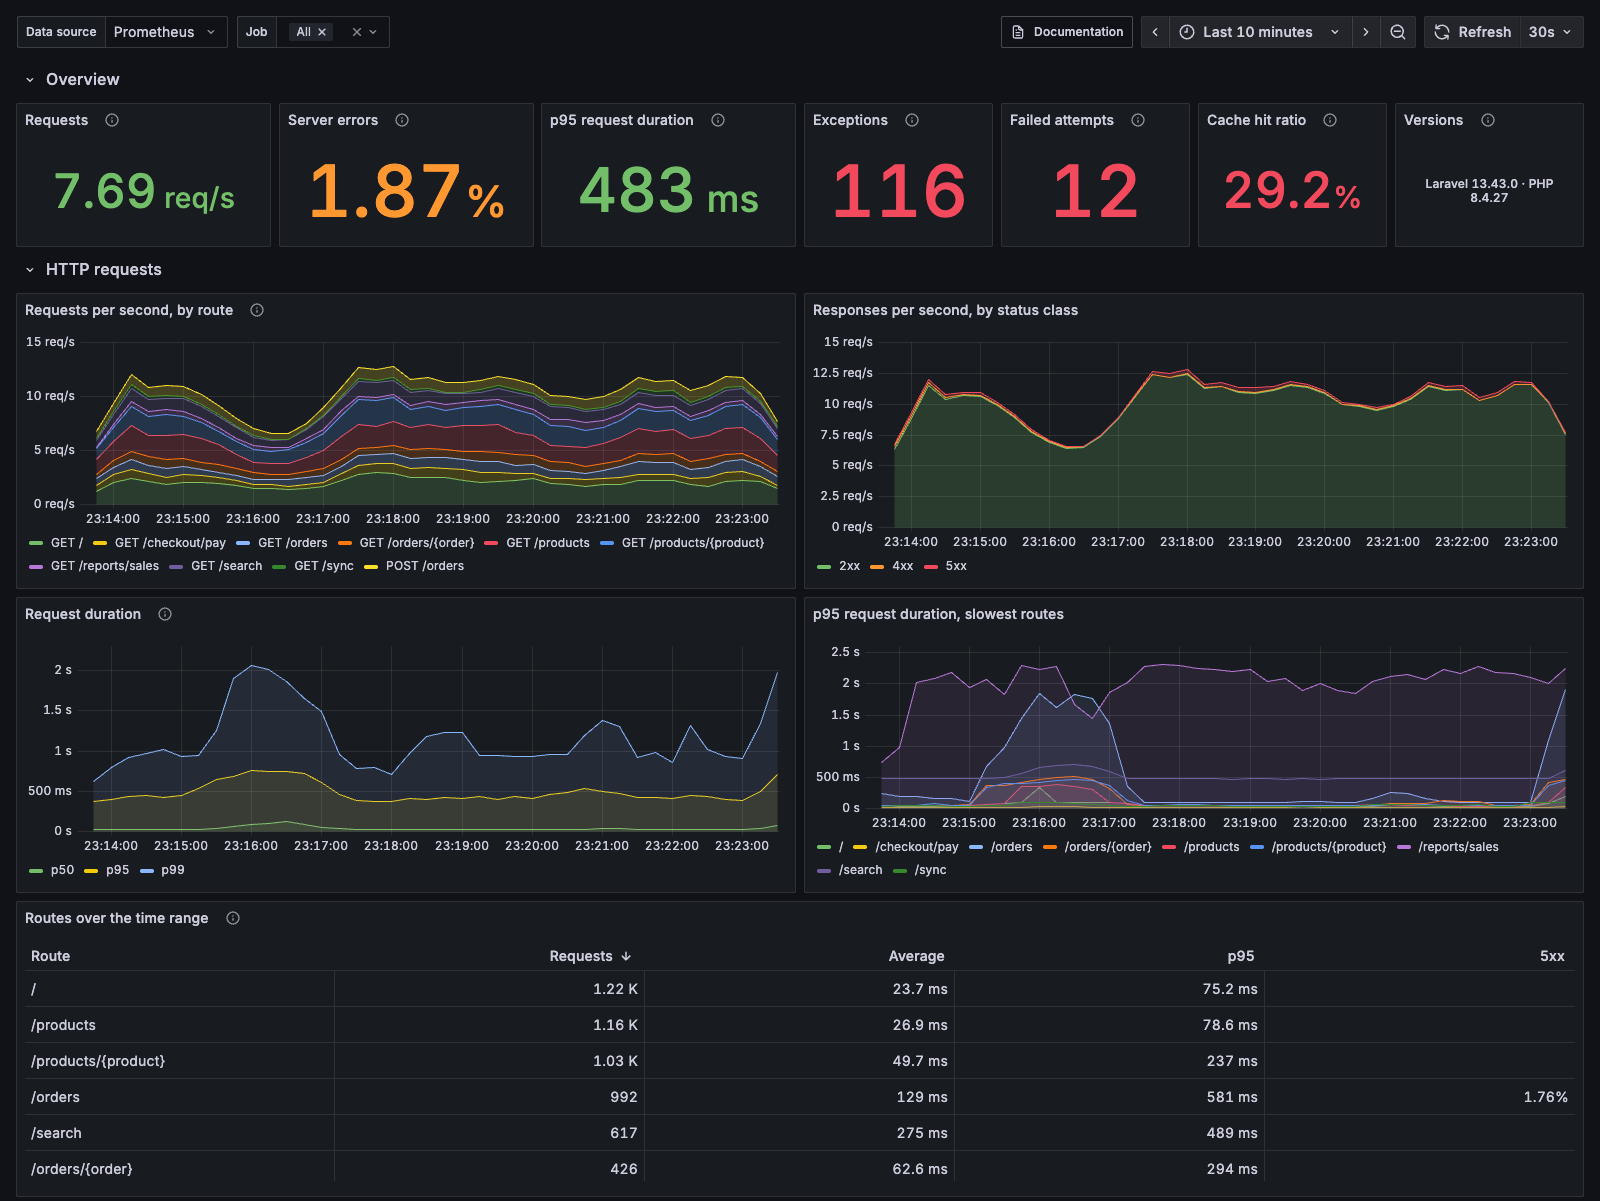 Data source Prometheus Job All Documentation Last 10 minutes Refresh 30s
Overview
Requests Server errors p95 request duration Exceptions Failed attempts Cache hit ratio Versions
7.69 req/s 1.87% 483 ms 116 12 29.2% Laravel 13.43.0 · PHP
8.4.27
HTTP requests
Requests per second, by route
15 req/s
10 req/s
5 req/s
0 req/s
23:14:00 23:15:00 23:16:00 23:17:00 23:18:00 23:19:00 23:20:00 23:21:00 23:22:00 23:23:00
GET / GET /checkout/pay GET /orders GET /orders/{order} GET /products GET /products/{product}
GET /reports/sales GET /search GET /sync POST /orders
Responses per second, by status class
15 req/s
12.5 req/s
10 req/s
7.5 req/s
5 req/s
2.5 req/s
0 req/s
23:14:00 23:15:00 23:16:00 23:17:00 23:18:00 23:19:00 23:20:00 23:21:00 23:22:00 23:23:00
2xx 4xx 5xx
Request duration
2 s
1.5 s
1 s
500 ms
0 s
23:14:00 23:15:00 23:16:00 23:17:00 23:18:00 23:19:00 23:20:00 23:21:00 23:22:00 23:23:00
p50 p95 p99
p95 request duration, slowest routes
2.5 s
2 s
1.5 s
1 s
500 ms
0 s
23:14:00 23:15:00 23:16:00 23:17:00 23:18:00 23:19:00 23:20:00 23:21:00 23:22:00 23:23:00
/ /checkout/pay /orders /orders/{order} /products /products/{product} /reports/sales
/search /sync
Routes over the time range
Route Requests Average p95 5xx
/ 1.22 K 23.7 ms 75.2 ms
/products 1.16 K 26.9 ms 78.6 ms
/products/{product} 1.03 K 49.7 ms 237 ms
/orders 992 129 ms 581 ms 1.76%
/search 617 275 ms 489 ms
/orders/{order} 426 62.6 ms 294 ms